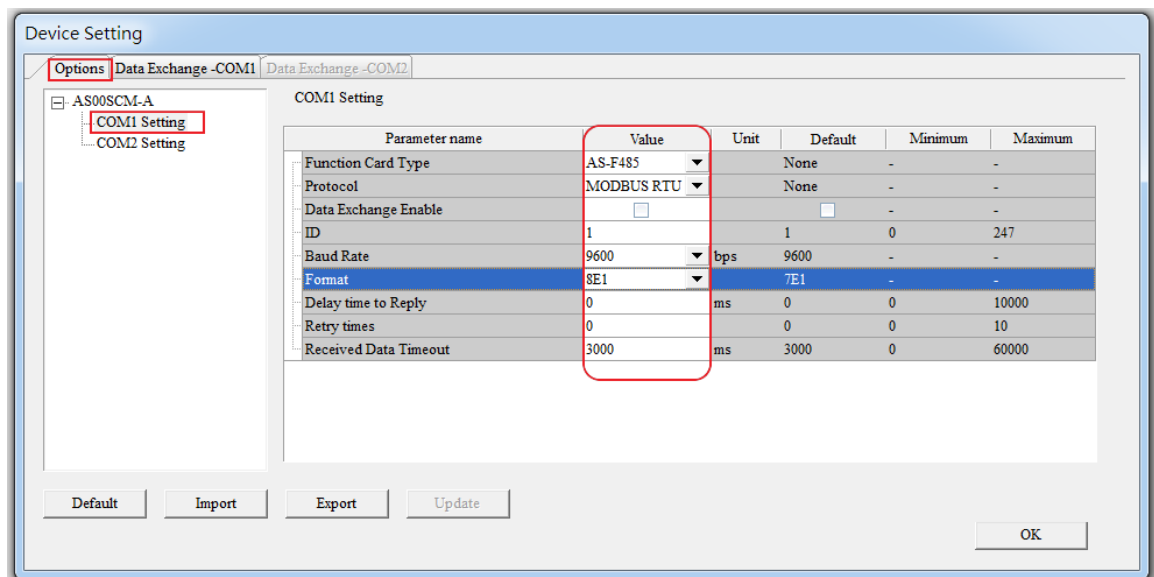 Device Setting
Options Data Exchange -COM1 Data Exchange -COM2
AS00SCM-A
COM1 Setting
COM2 Setting
COM1 Setting
Parameter name Value Unit Default Minimum Maximum
Function Card Type AS-F485 None - -
Protocol MODBUS RTU None - -
Data Exchange Enable - -
ID 1 1 0 247
Baud Rate 9600 bps 9600 - -
Format 8E1 7E1 - -
Delay time to Reply 0 ms 0 0 10000
Retry times 0 0 0 10
Received Data Timeout 3000 ms 3000 0 60000
Default Import Export Update
OK